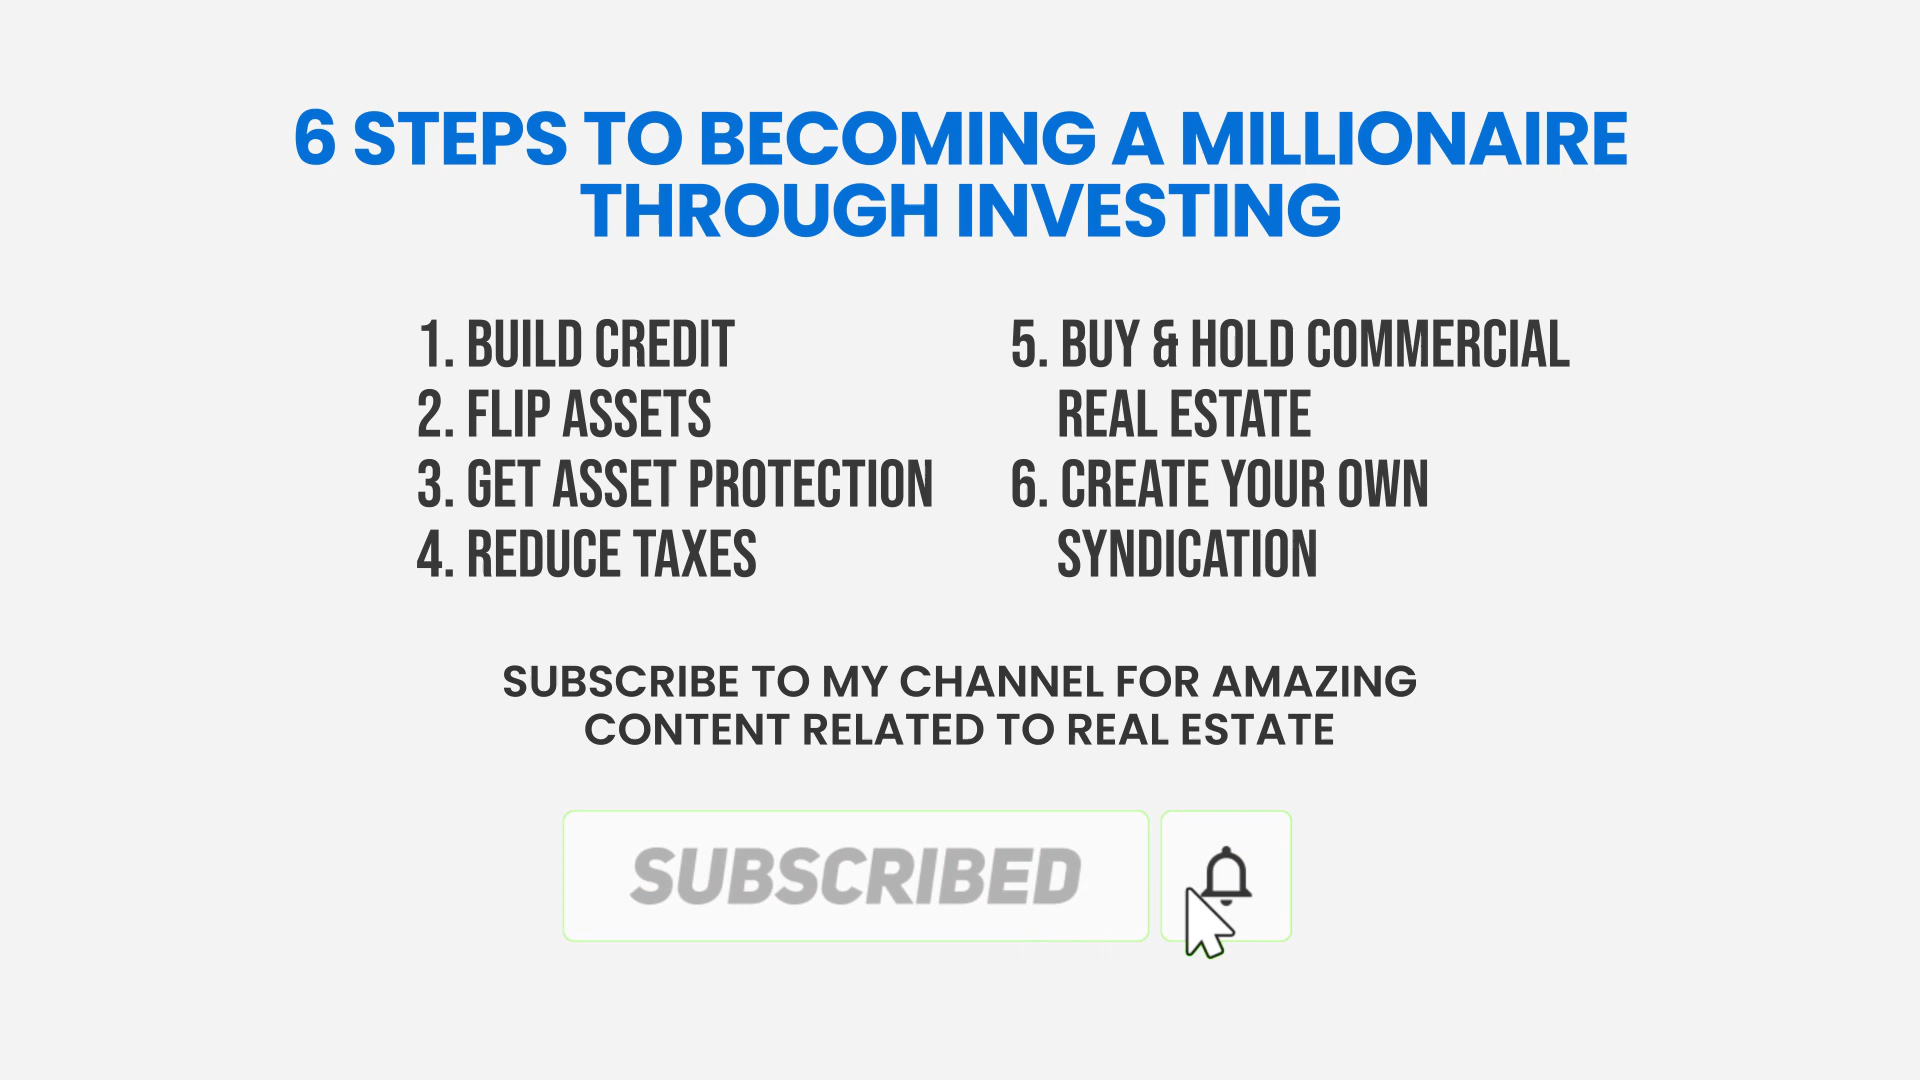 6 STEPS TO BECOMING A MILLIONAIRE
THROUGH INVESTING
1. BUILD CREDIT
2. FLIP ASSETS
3. GET ASSET PROTECTION
4. REDUCE TAXES
5. BUY & HOLD COMMERCIAL
REAL ESTATE
6. CREATE YOUR OWN
SYNDICATION
SUBSCRIBE TO MY CHANNEL FOR AMAZING
CONTENT RELATED TO REAL ESTATE
SUBSCRIBED